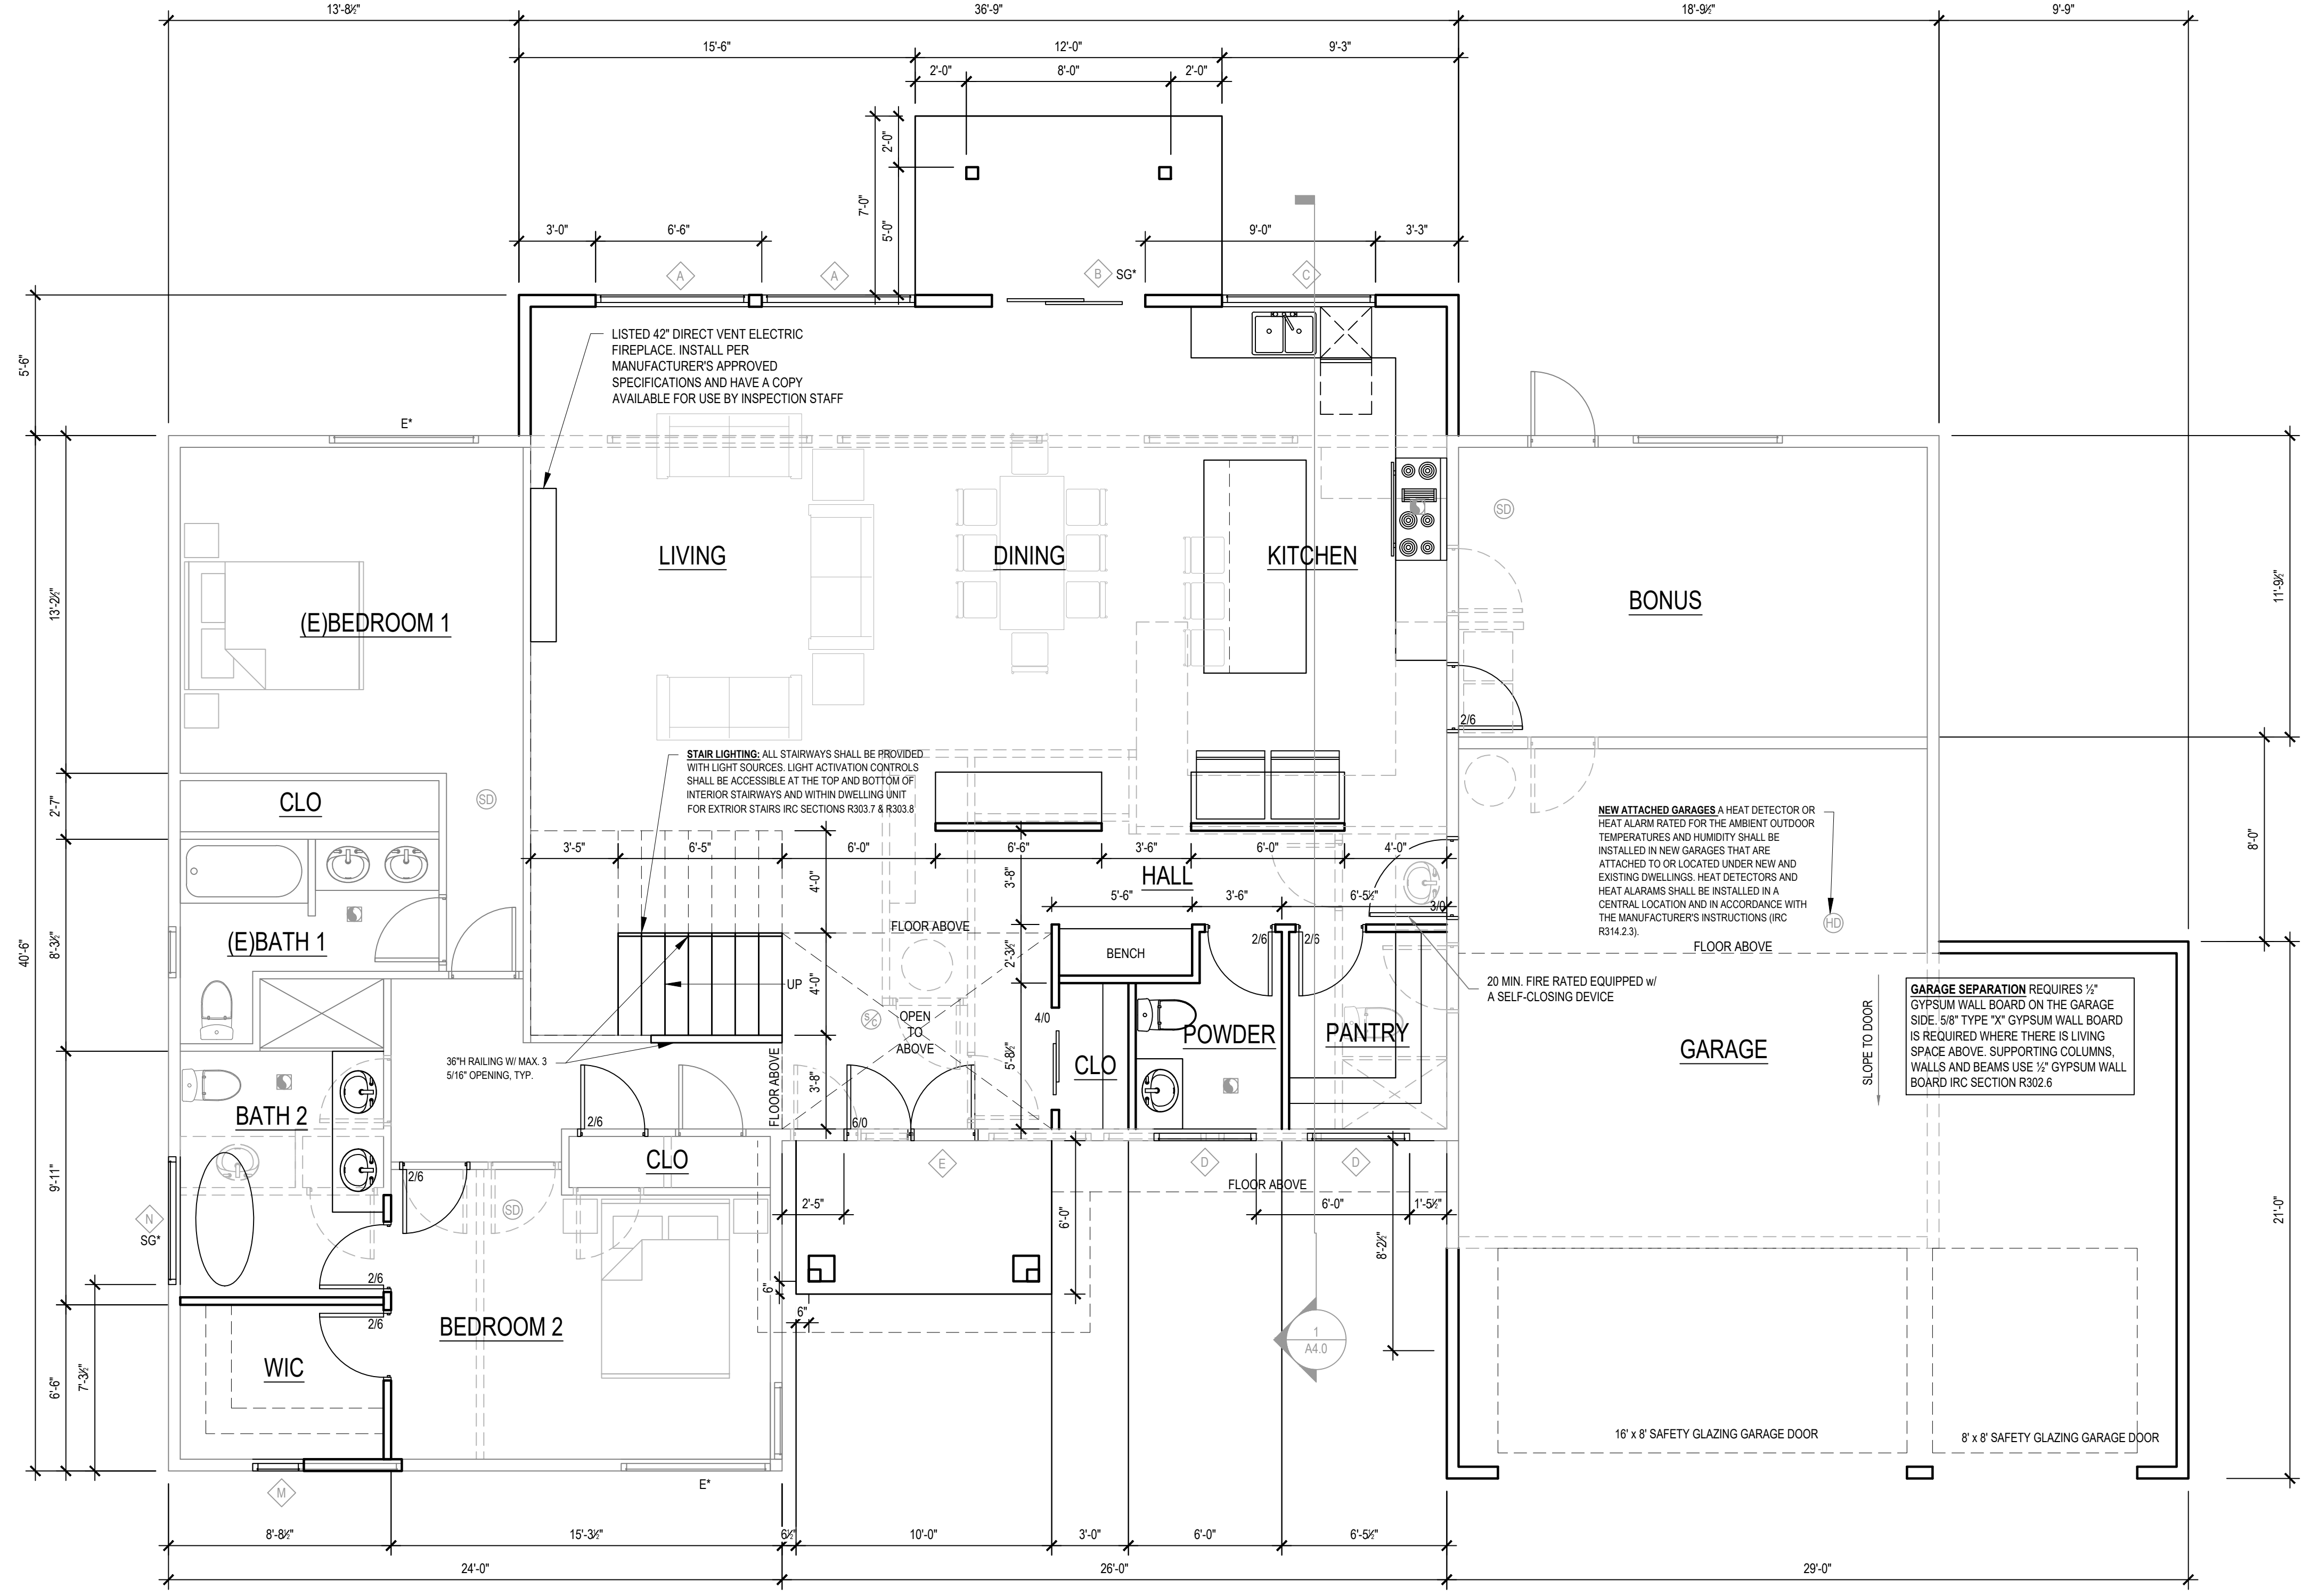 13'-8½" 36'-9" 18'-9½" 9'-9"
15'-6" 12'-0" 9'-3"
2'-0" 8'-0" 2'-0"
2'-0"
7'-0"
5'-0"
3'-0" 6'-6" 9'-0" 3'-3"
A A B SG* C
5'-6"
LISTED 42" DIRECT VENT ELECTRIC
FIREPLACE. INSTALL PER
MANUFACTURER'S APPROVED
SPECIFICATIONS AND HAVE A COPY
AVAILABLE FOR USE BY INSPECTION STAFF
E*
SD
LIVING DINING KITCHEN
13'-2½"
(E)BEDROOM 1
BONUS
11'-9½"
2/6
STAIR LIGHTING: ALL STAIRWAYS SHALL BE PROVIDED
WITH LIGHT SOURCES. LIGHT ACTIVATION CONTROLS
SHALL BE ACCESSIBLE AT THE TOP AND BOTTOM OF
INTERIOR STAIRWAYS AND WITHIN DWELLING UNIT
FOR EXTRIOR STAIRS IRC SECTIONS R303.7 & R303.8
2'-7"
CLO
SD
NEW ATTACHED GARAGES A HEAT DETECTOR OR
HEAT ALARM RATED FOR THE AMBIENT OUTDOOR
TEMPERATURES AND HUMIDITY SHALL BE
INSTALLED IN NEW GARAGES THAT ARE
ATTACHED TO OR LOCATED UNDER NEW AND
EXISTING DWELLINGS. HEAT DETECTORS AND
HEAT ALARAMS SHALL BE INSTALLED IN A
CENTRAL LOCATION AND IN ACCORDANCE WITH
THE MANUFACTURER'S INSTRUCTIONS (IRC
R314.2.3).
HD
8'-0"
3'-5" 6'-5" 6'-0" 6'-6" 3'-6" 6'-0" 4'-0"
4'-0"
3'-8"
HALL
5'-6" 3'-6" 6'-5½"
3/0
40'-6"
8'-3½"
(E)BATH 1
FLOOR ABOVE
2/6 2/6
FLOOR ABOVE
BENCH
2'-3½"
UP
4'-0"
20 MIN. FIRE RATED EQUIPPED w/
A SELF-CLOSING DEVICE
GARAGE SEPARATION REQUIRES ½"
GYPSUM WALL BOARD ON THE GARAGE
SIDE. 5/8" TYPE "X" GYPSUM WALL BOARD
IS REQUIRED WHERE THERE IS LIVING
SPACE ABOVE. SUPPORTING COLUMNS,
WALLS AND BEAMS USE ½" GYPSUM WALL
BOARD IRC SECTION R302.6
S/C
OPEN
TO
ABOVE
4/0
POWDER PANTRY
GARAGE
SLOPE TO DOOR
36"H RAILING W/ MAX. 3
5/16" OPENING, TYP.
5'-8½"
CLO
3'-8"
FLOOR ABOVE
BATH 2
2/6
6/0
CLO
E D D
2/6
9'-11"
FLOOR ABOVE
2'-5"
6'-0" 1'-5½"
SD
N
SG*
6'-0"
8'-2½"
21'-0"
2/6
6"
6"
2/6
BEDROOM 2
1
A4.0
WIC
6'-6"
7'-3½"
16' x 8' SAFETY GLAZING GARAGE DOOR
8' x 8' SAFETY GLAZING GARAGE DOOR
M
E*
8'-8½" 15'-3½" 6½" 10'-0" 3'-0" 6'-0" 6'-5½"
24'-0" 26'-0" 29'-0"